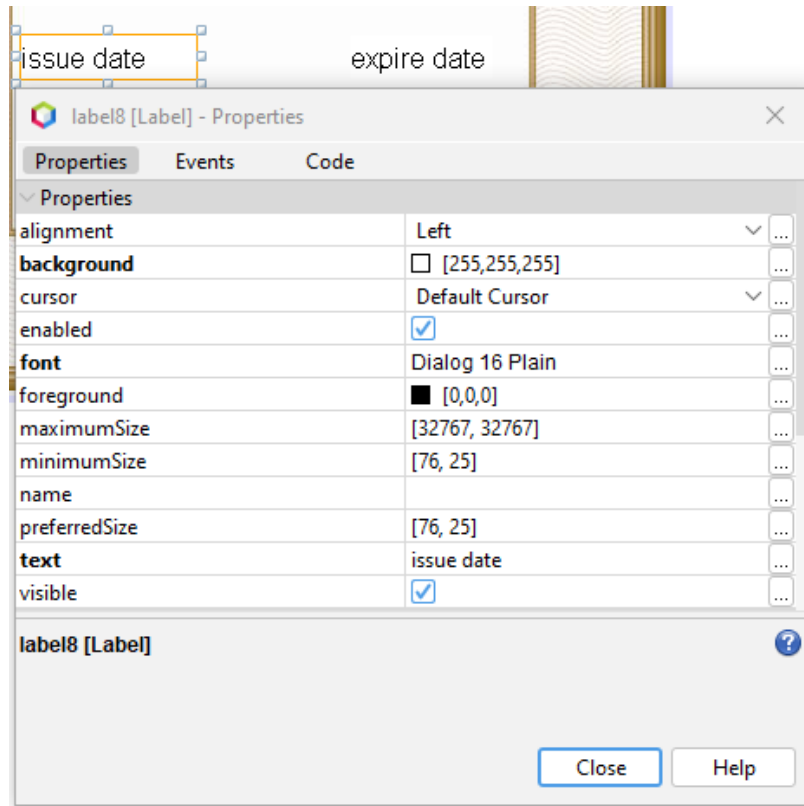 issue date expire date
label8 [Label] - Properties
Properties Events Code
Properties
alignment Left ...
background [255,255,255] ...
cursor Default Cursor ...
enabled ...
font Dialog 16 Plain ...
foreground [0,0,0] ...
maximumSize [32767, 32767] ...
minimumSize [76, 25] ...
name ...
preferredSize [76, 25] ...
text issue date ...
visible ...
label8 [Label] ?
Close Help